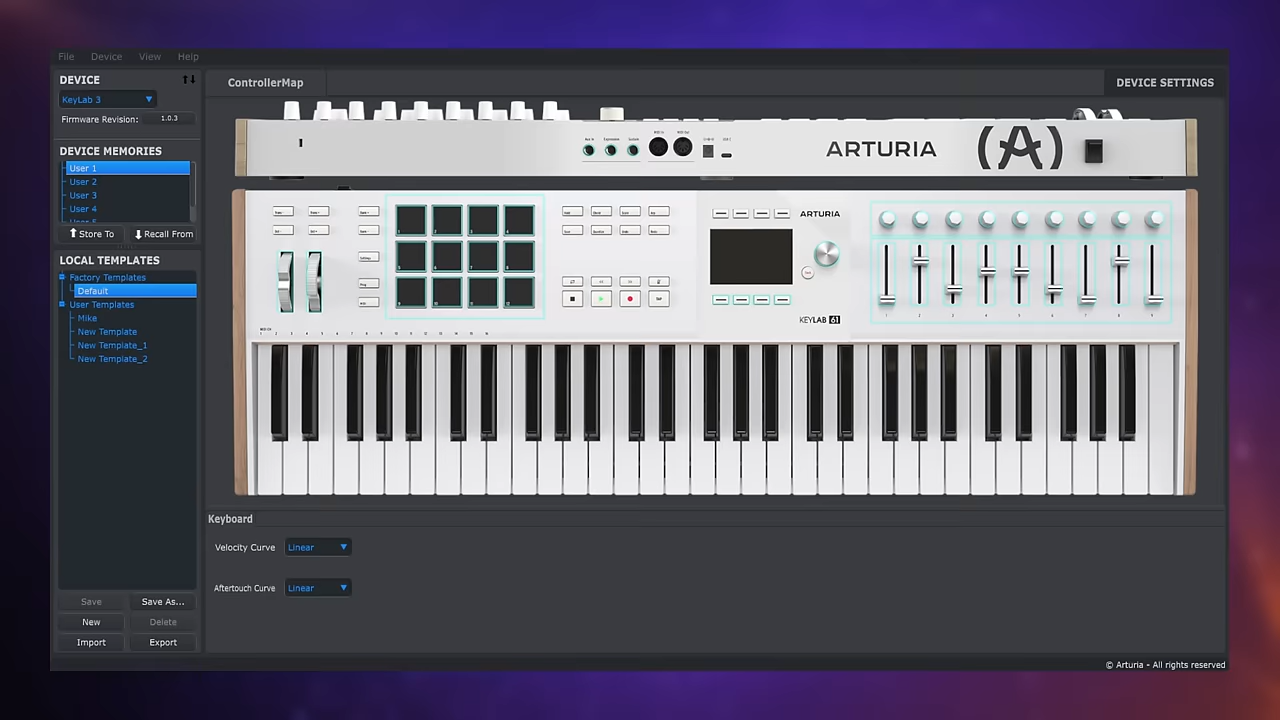 File Device View Help
DEVICE
KeyLab 3
Firmware Revision: 1.0.3
DEVICE MEMORIES
User 1
User 2
User 3
User 4
Store To Recall From
LOCAL TEMPLATES
Factory Templates
Default
User Templates
Mike
New Template
New Template_1
New Template_2
Save Save As...
New Delete
Import Export
ControllerMap DEVICE SETTINGS
ARTURIA
ARTURIA
KEYLAB 61
Keyboard
Velocity Curve Linear
Aftertouch Curve Linear
© Arturia - All rights reserved